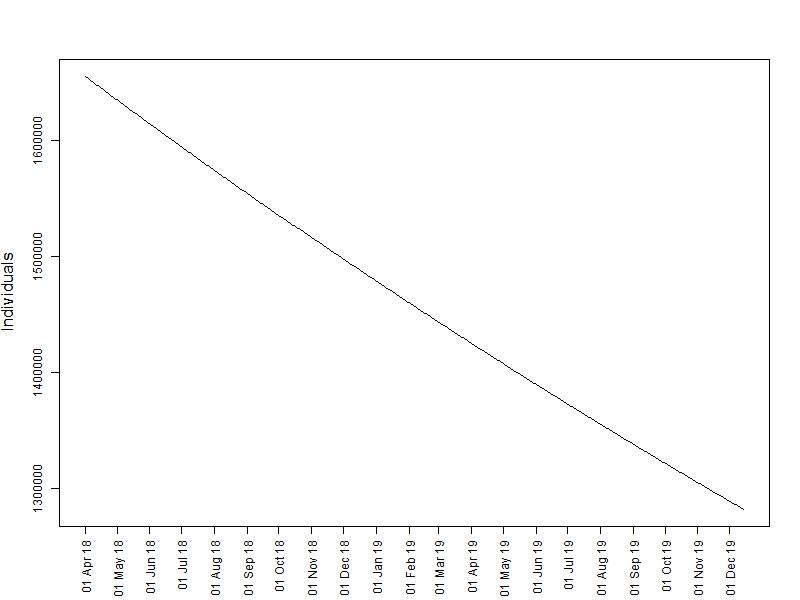 Individuals
1600000
1500000
1400000
1300000
01 Apr 18
01 May 18
01 Jun 18
01 Jul 18
01 Aug 18
01 Sep 18
01 Oct 18
01 Nov 18
01 Dec 18
01 Jan 19
01 Feb 19
01 Mar 19
01 Apr 19
01 May 19
01 Jun 19
01 Jul 19
01 Aug 19
01 Sep 19
01 Oct 19
01 Nov 19
01 Dec 19